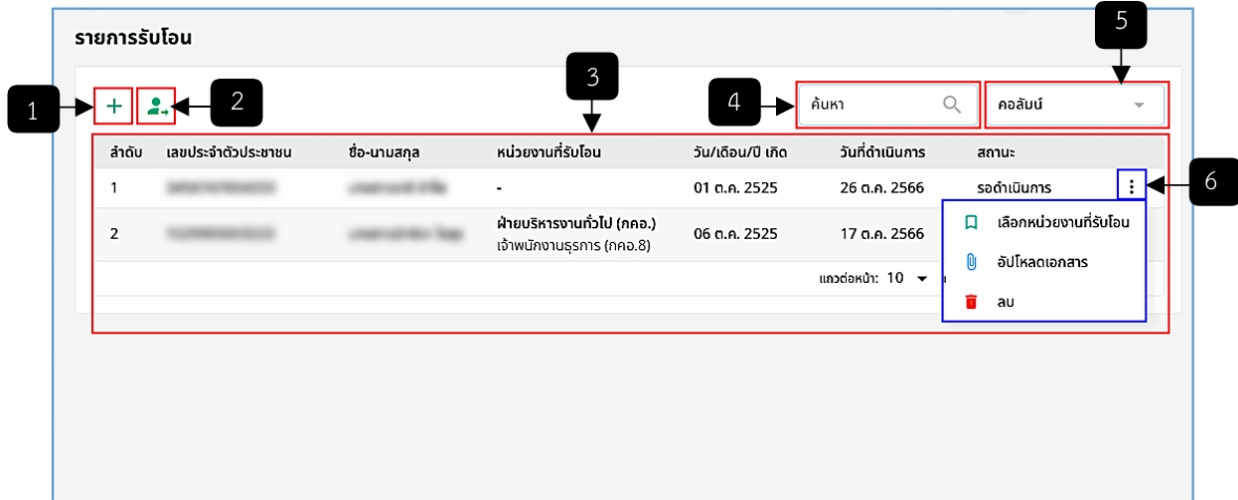 รายการรับโอน
5
3
1
2
4
ค้นหา
คอลัมน์
ลำดับ เลขประจำตัวประชาชน ชื่อ-นามสกุล หน่วยงานที่รับโอน วัน/เดือน/ปี เกิด วันที่ดำเนินการ สถานะ
1 - 01 ต.ค. 2525 26 ต.ค. 2566 รอดำเนินการ
6
2 ฝ่ายบริหารงานทั่วไป (กคอ.) 06 ต.ค. 2525 17 ต.ค. 2566
เจ้าพนักงานธุรการ (กคอ.8)
เลือกหน่วยงานที่รับโอน
อัปโหลดเอกสาร
ลบ
แถวต่อหน้า: 10